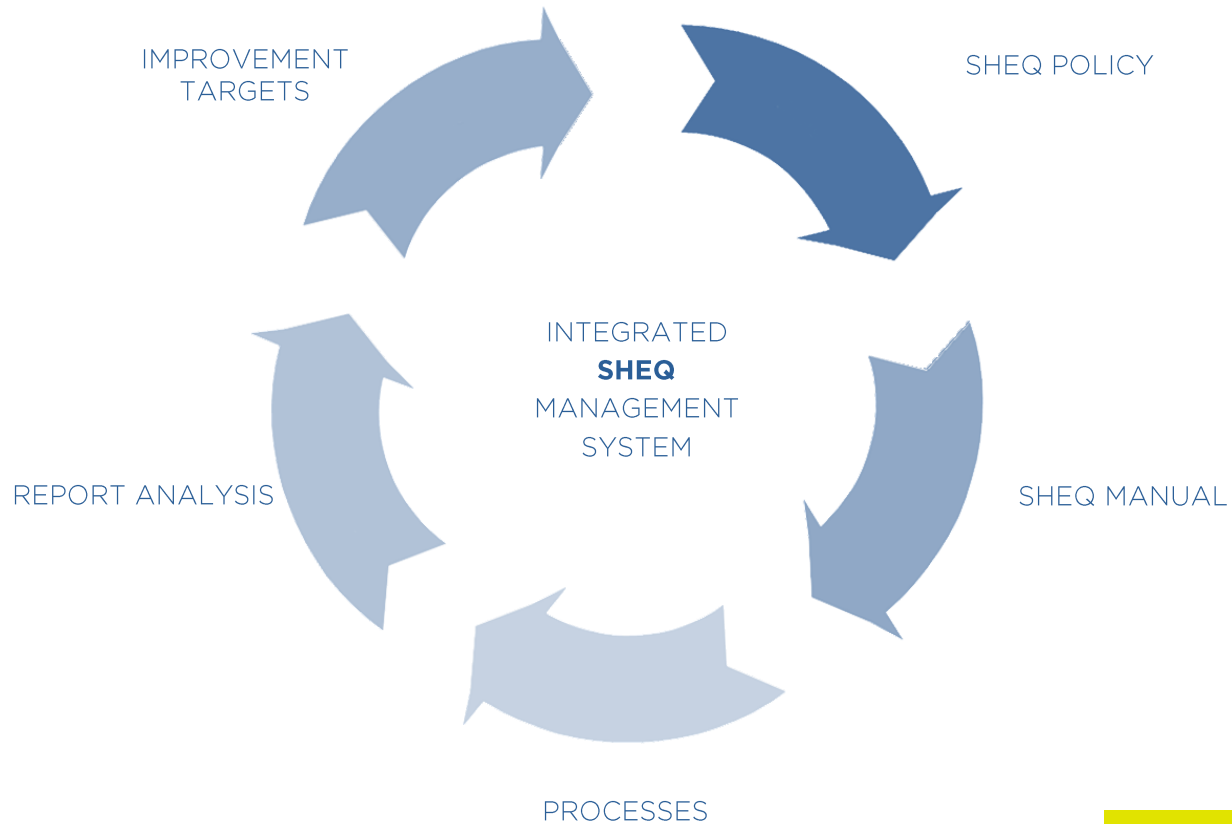 IMPROVEMENT
TARGETS
SHEQ POLICY
INTEGRATED
SHEQ
MANAGEMENT
SYSTEM
REPORT ANALYSIS
SHEQ MANUAL
PROCESSES